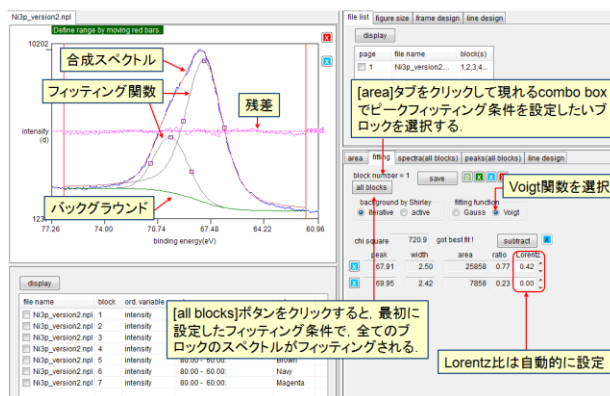 Ni3p_version2.npl
Define range by moving red bars.
10202
合成スペクトル
フィッティング関数
残差
intensity
(d)
resid
バックグラウンド
77.26 74.00 70.74 67.48 64.22 60.96
binding energy(eV)
file list figure size frame design line design
display
page file name block(s)
1 Ni3p_version2... 1,2,3,4...
[area]タブをクリックして現れるcombo box
でピークフィッティング条件を設定したいブ
ロックを選択する.
area fitting spectra(all blocks) peaks(all blocks) line design
block number = 1 save
all blocks
Voigt関数を選択
background by Shirley fitting function
iterative active Gauss Voigt
chi square 720.9 got best fit ! subtract
peak width area ratio Lorentz
67.91 2.50 25858 0.77 0.42
69.95 2.42 7858 0.23 0.00
display
file name block ord. variable
Ni3p_version2.npl 1 intensity
Ni3p_version2.npl 2 intensity
Ni3p_version2.npl 3 intensity
Ni3p_version2.npl 4 intensity
Ni3p_version2.npl 5 intensity 80.00 - 60.00: Brown
Ni3p_version2.npl 6 intensity 80.00 - 60.00: Navy
Ni3p_version2.npl 7 intensity 80.00 - 60.00: Magenta
[all blocks]ボタンをクリックすると, 最初に
設定したフィッティング条件で, 全てのブ
ロックのスペクトルがフィッティングされる.
Lorentz比は自動的に設定